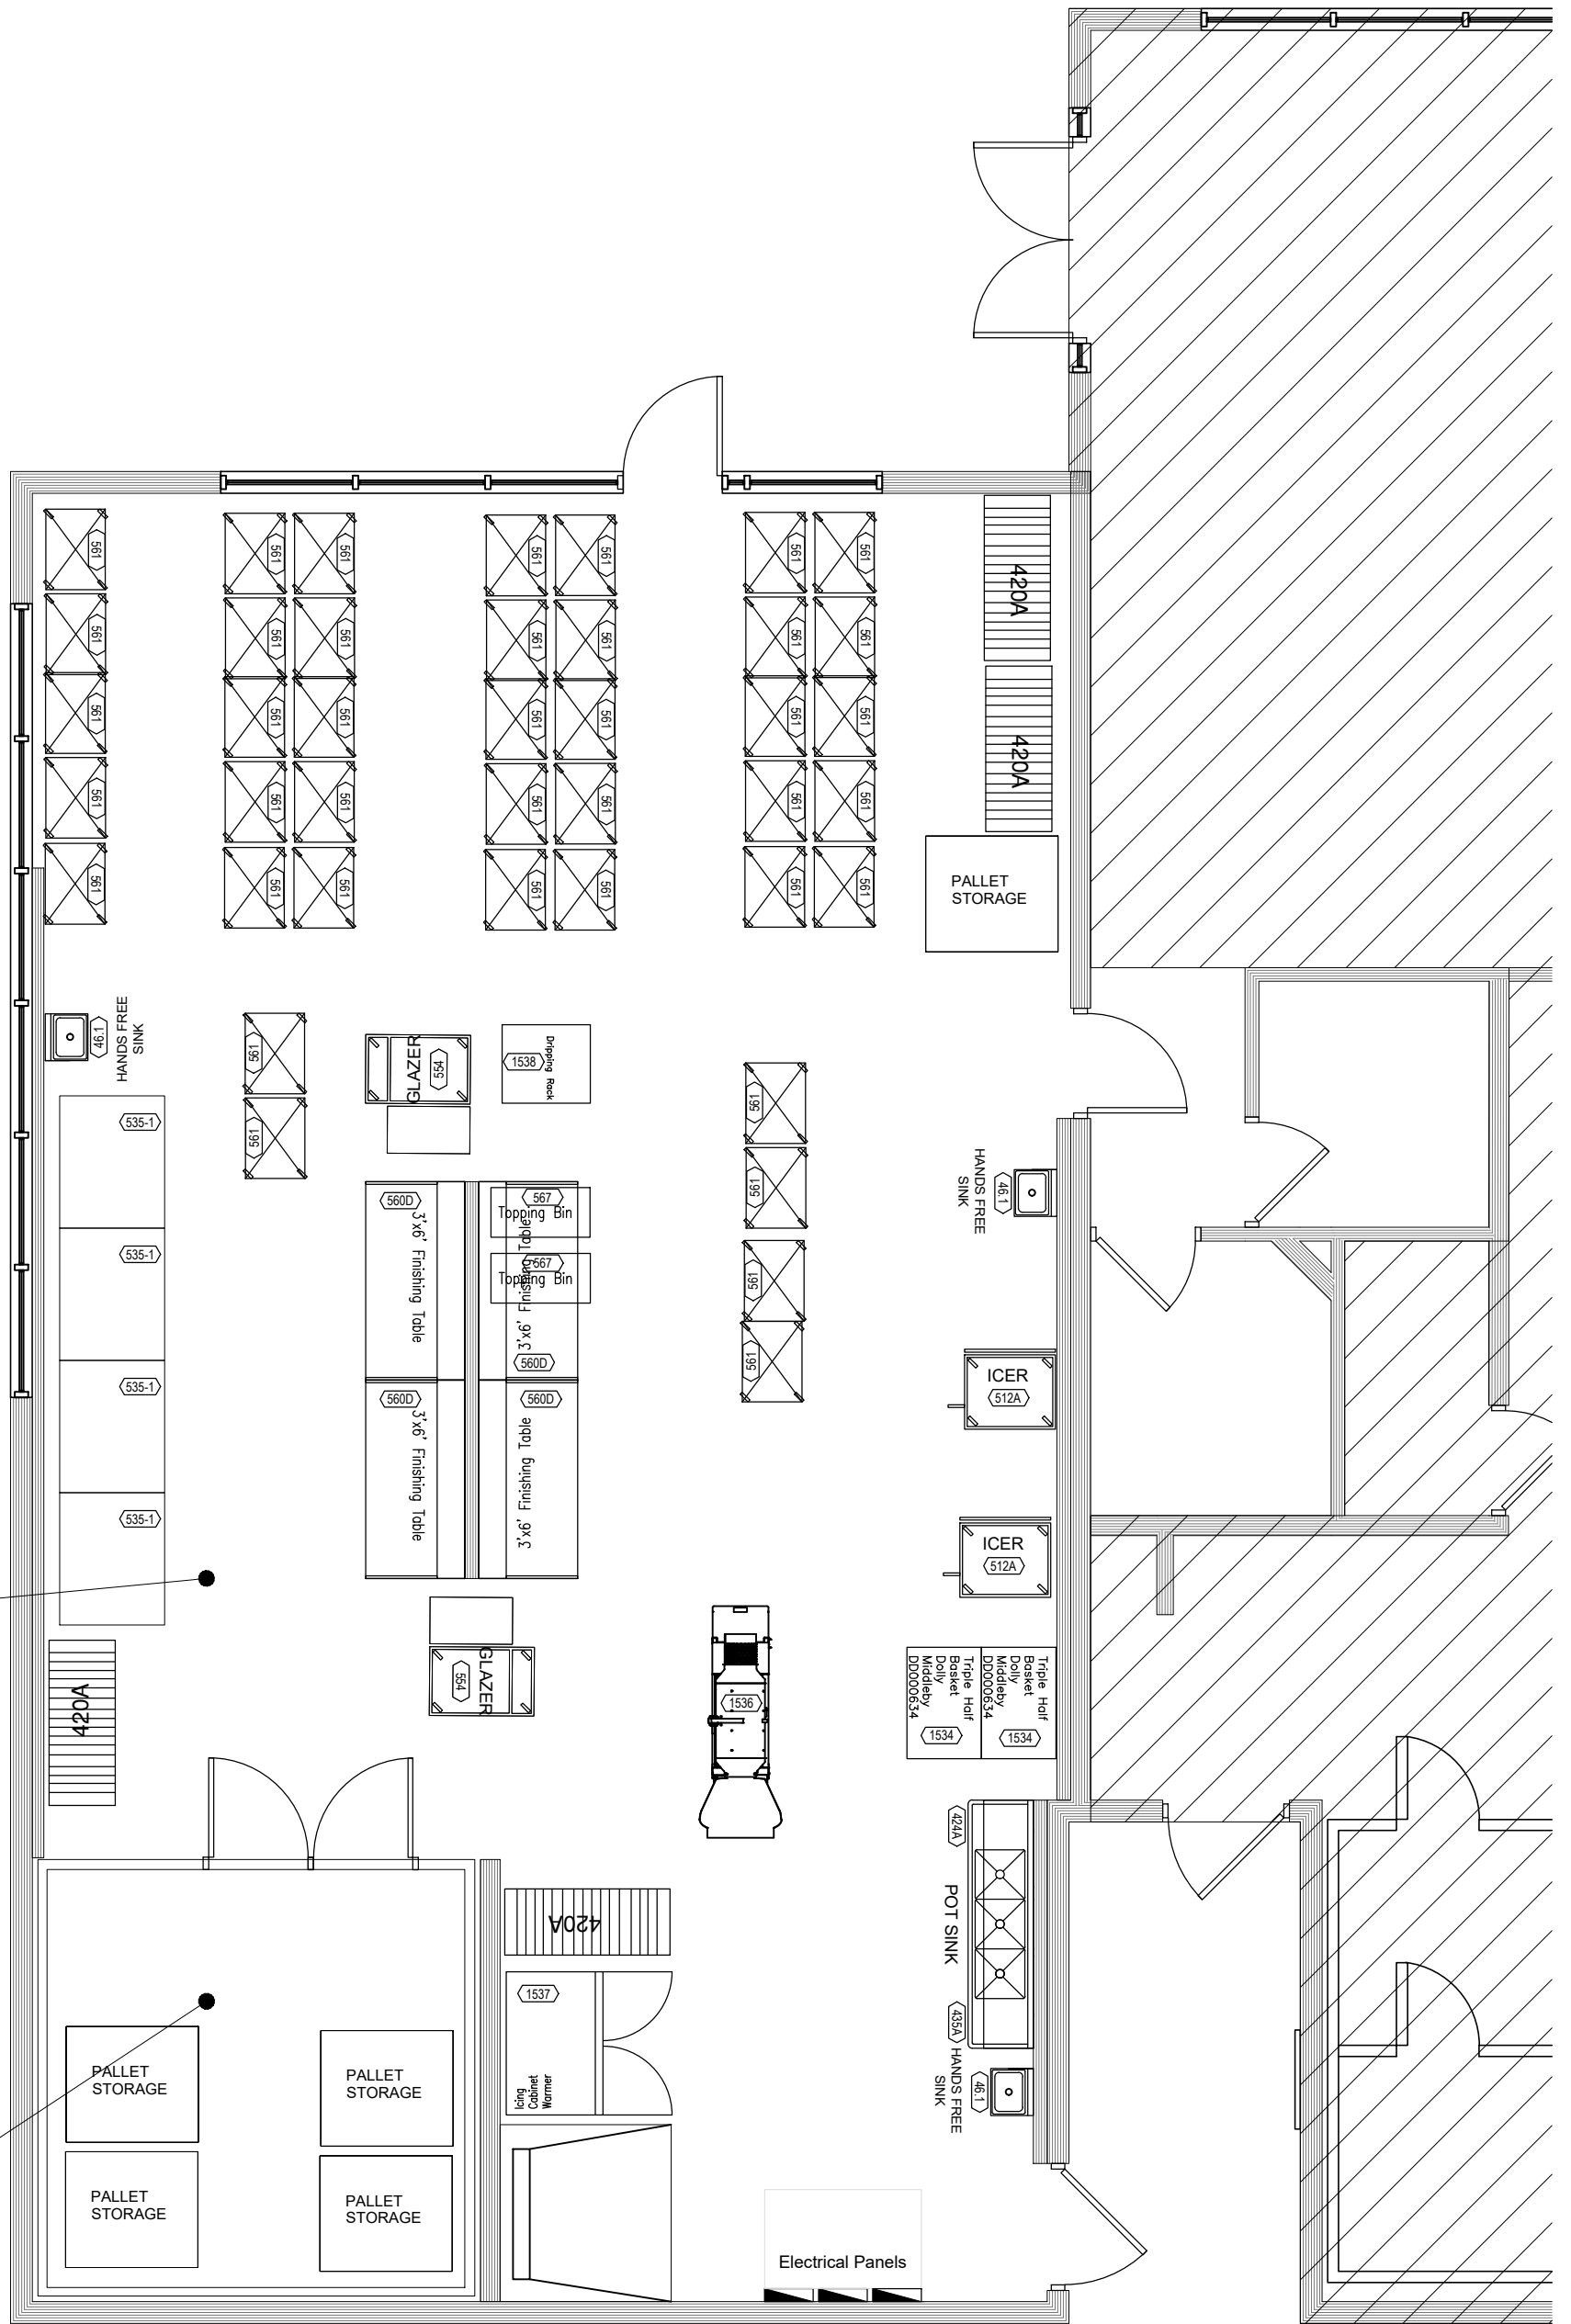 561 561 561 561 561 561 561
420A
561 561 561 561 561 561 561
561 561 561 561 561 561 561
420A
561 561 561 561 561 561 561
561 561 561 561 561 561 561
PALLET
STORAGE
HANDS FREE
SINK
46.1
561
561
GLAZER
554
1538
Dripping Rack
561
561
561
561
535-1
535-1
535-1
535-1
560D
3'x6' Finishing Table
567
Topping Bin
567
Topping Bin
3'x6' Finishing Table
560D
560D
3'x6' Finishing Table
560D
3'x6' Finishing Table
HANDS FREE
SINK
46.1
ICER
512A
ICER
512A
GLAZER
554
1536
Triple Half
Basket
Dolly
Middleby
DD000634
1534
Triple Half
Basket
Dolly
Middleby
DD000634
1534
420A
424A
POT SINK
435A
420A
1537
Icing
Cabinet
Warmer
HANDS FREE
SINK
46.1
PALLET
STORAGE
PALLET
STORAGE
PALLET
STORAGE
PALLET
STORAGE
Electrical Panels